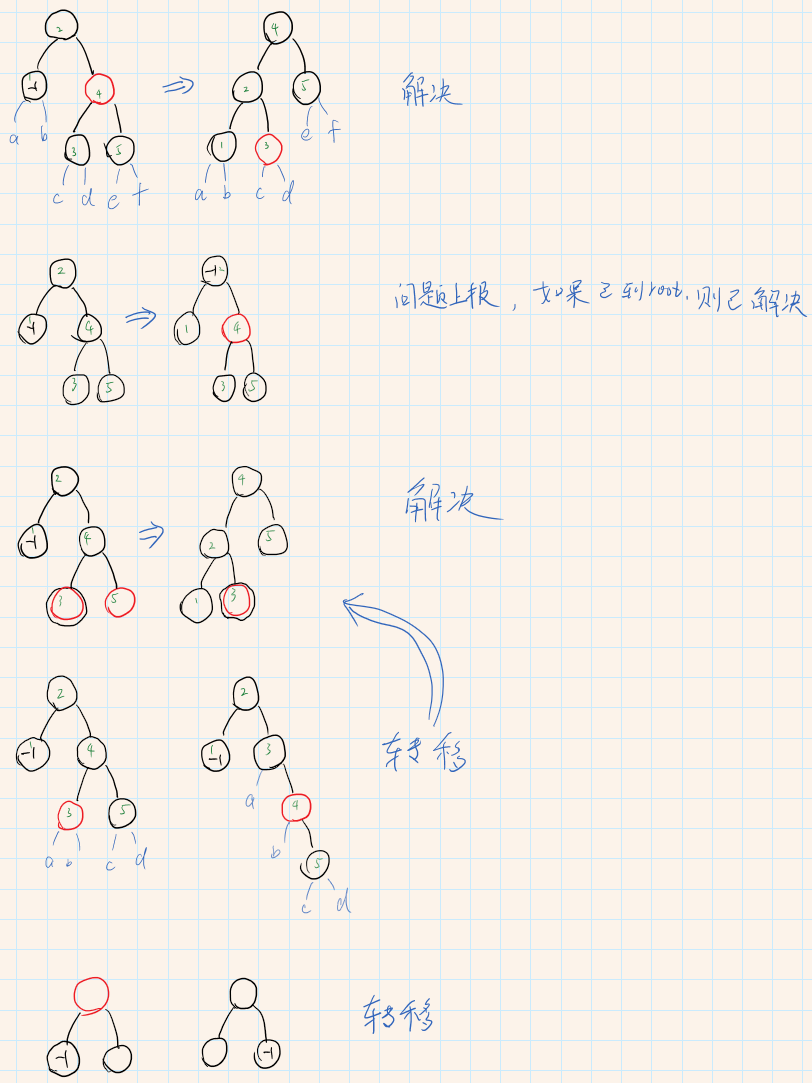 2 4
-1 4 ⇒ 2 5 解决
a b 3 5 1 3 e f
c d e f a b c d
2 -1
-1 4 ⇒ 1 4 问题上报，如果已到root，则已解决
3 5 3 5
2 4 解决
-1 4 ⇒ 2 5
3 5 1 3
2 2
-1 4 -1 3 转移
3 5 a 4
a b c d b 5
c d
转移
-1 -1